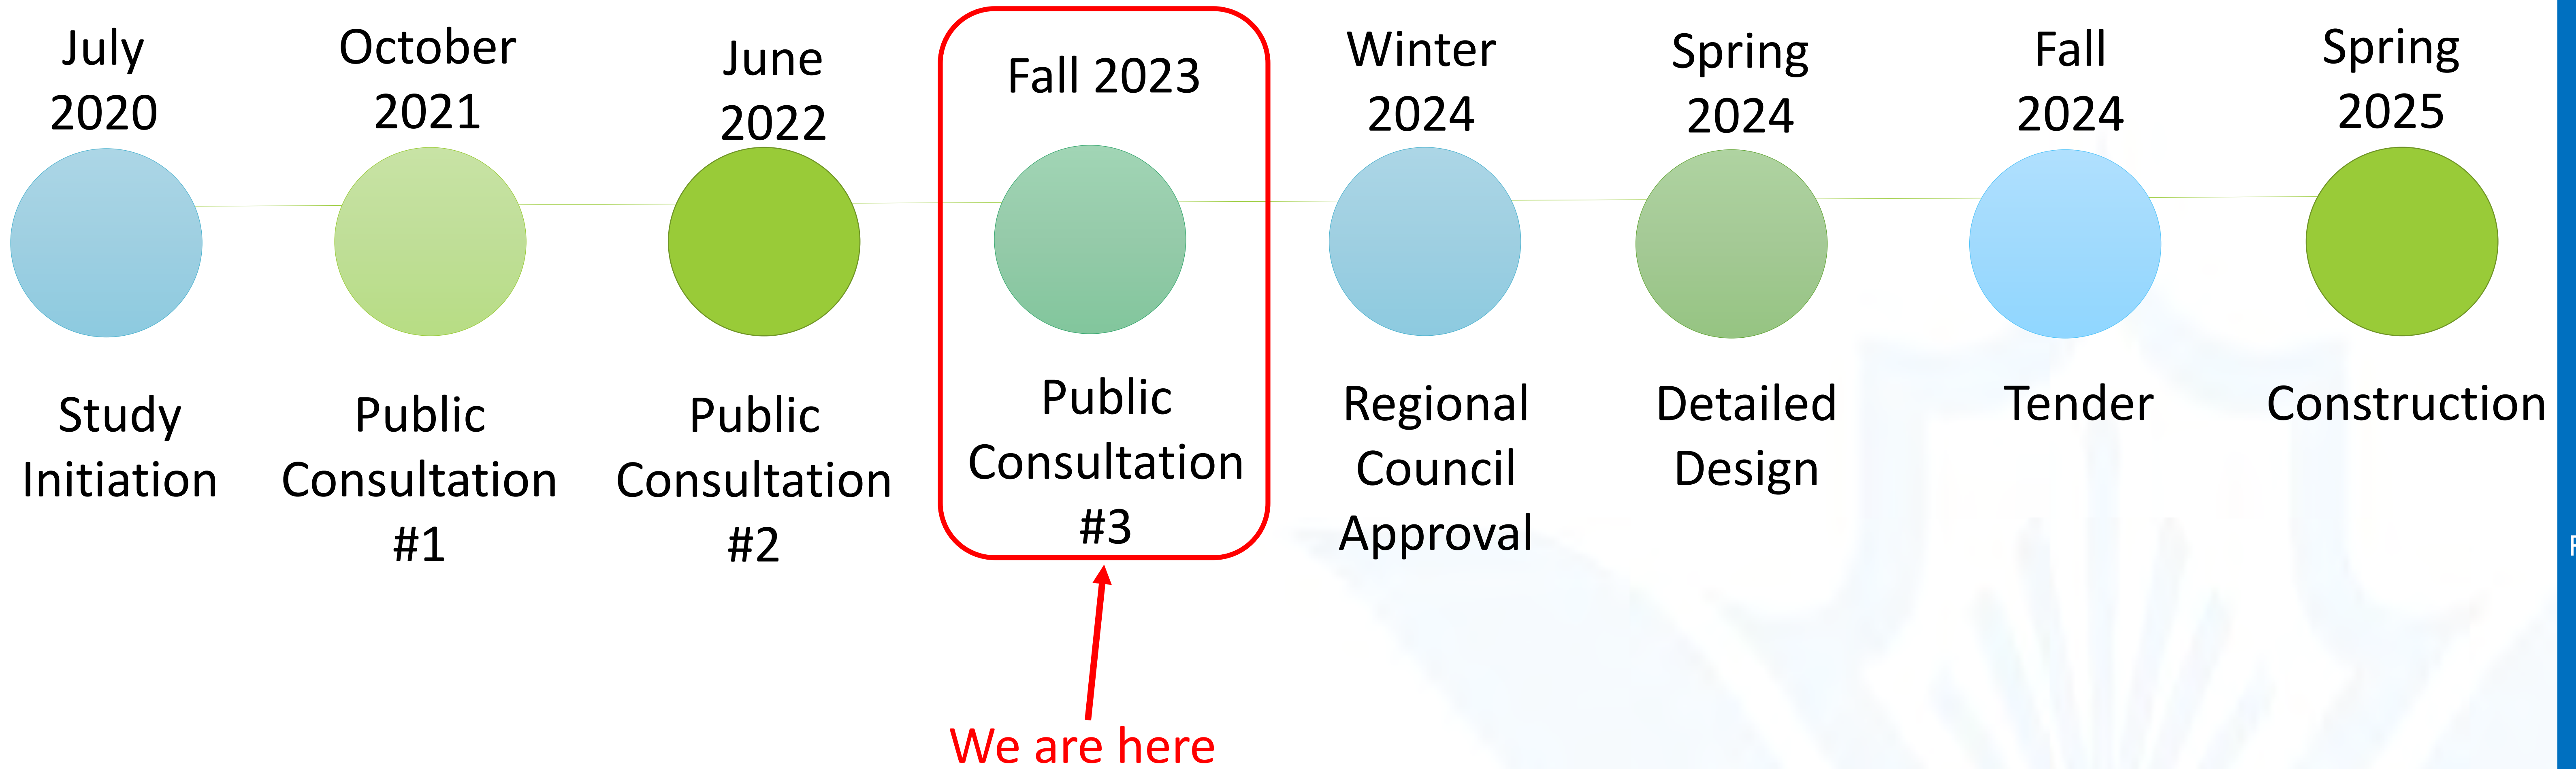 July
2020
October
2021
June
2022
Fall 2023
Winter
2024
Spring
2024
Fall
2024
Spring
2025
Study
Initiation
Public
Consultation
#1
Public
Consultation
#2
Public
Consultation
#3
Regional
Council
Approval
Detailed
Design
Tender
Construction
We are here